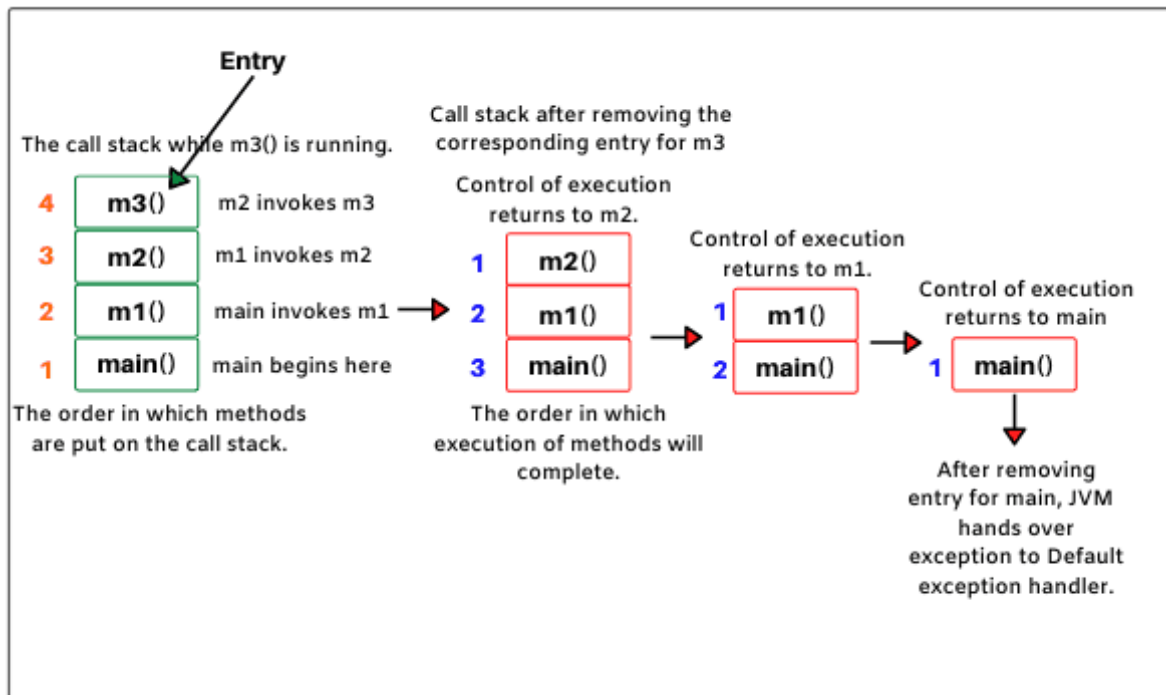 Entry
The call stack while m3() is running.
4
m3()
m2 invokes m3
3
m2()
m1 invokes m2
2
m1()
main invokes m1
1
main()
main begins here
The order in which methods
are put on the call stack.
Call stack after removing the
corresponding entry for m3
Control of execution
returns to m2.
1
m2()
2
m1()
3
main()
The order in which
execution of methods will
complete.
Control of execution
returns to m1.
1
m1()
2
main()
Control of execution
returns to main
1
main()
After removing
entry for main, JVM
hands over
exception to Default
exception handler.